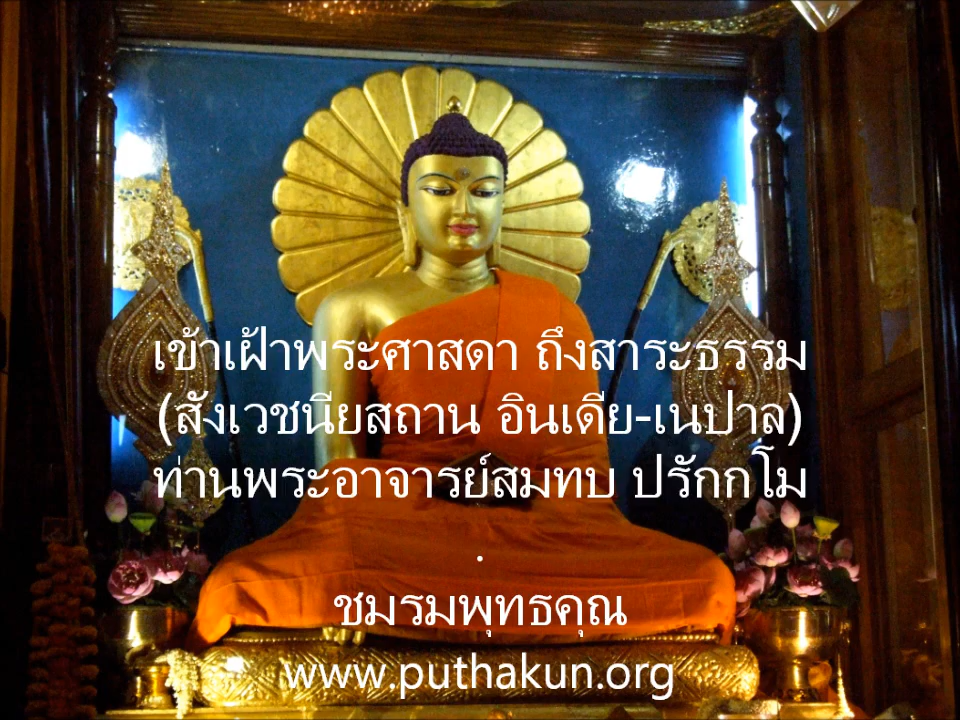 เข้าเฝ้าพระศาสดา ถึงสาระธรรม
(สังเวชนียสถาน อินเดีย-เนปาล)
ท่านพระอาจารย์สมทบ ปรักกโม
.
ชมรมพุทธคุณ
www.puthakun.org